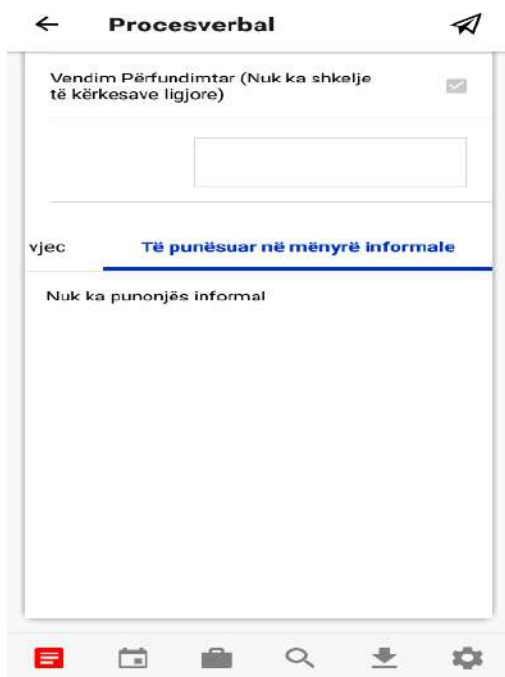 Procesverbal
Vendim Përfundimtar (Nuk ka shkelje
të kërkesave ligjore)
vjec Të punësuar në mënyrë informale
Nuk ka punonjës informal